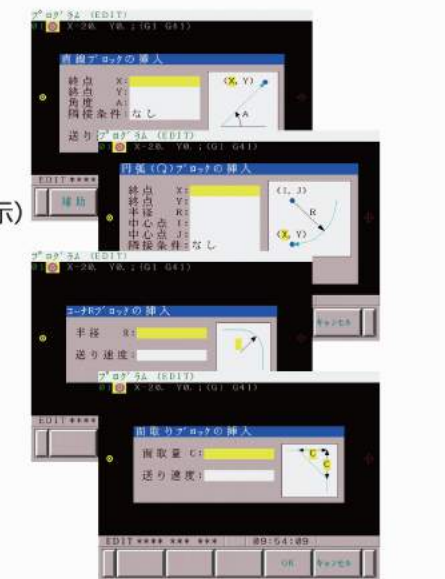 プログラム (EDIT)
X-20. Y0. ; (G1 G41)
直線ブロックの挿入
終点 X:
終点 Y:
角度 A:
隣接条件:なし
送り
(X, Y)
A
EDIT ****
補助
示)
プログラム (EDIT)
X-20. Y0. ; (G1 G41)
円弧(Q)ブロックの挿入
終点 X:
終点 Y:
半径 R:
中心点 I:
中心点 J:
隣接条件:なし
(I, J)
R
(X, Y)
キャンセル
プログラム (EDIT)
X-20. Y0. ; (G1 G41)
コーナRブロックの挿入
半径 R:
送り速度:
EDIT ****
プログラム (EDIT)
X-20. Y0. ; (G1 G41)
面取りブロックの挿入
面取量 C:
送り速度:
C
C
EDIT **** *** *** 09:54:09
OK キャンセル